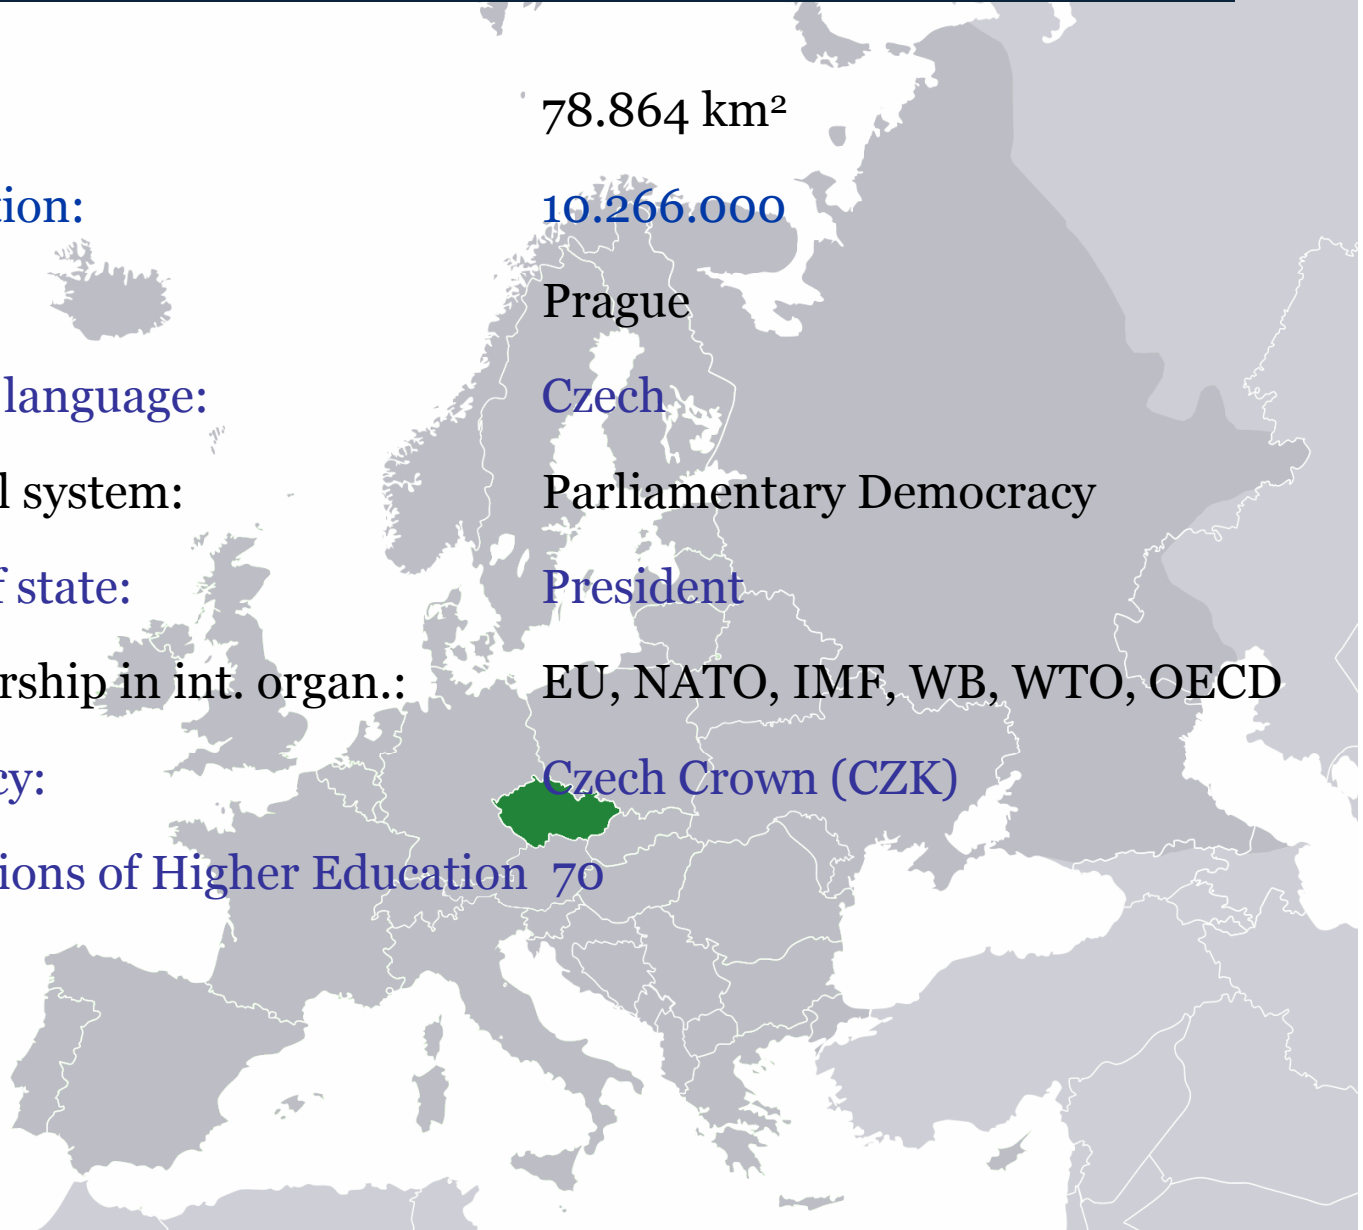 78.864 km²
tion: 10.266.000
Prague
language: Czech
l system: Parliamentary Democracy
f state: President
rship in int. organ.: EU, NATO, IMF, WB, WTO, OECD
cy: Czech Crown (CZK)
ions of Higher Education 70